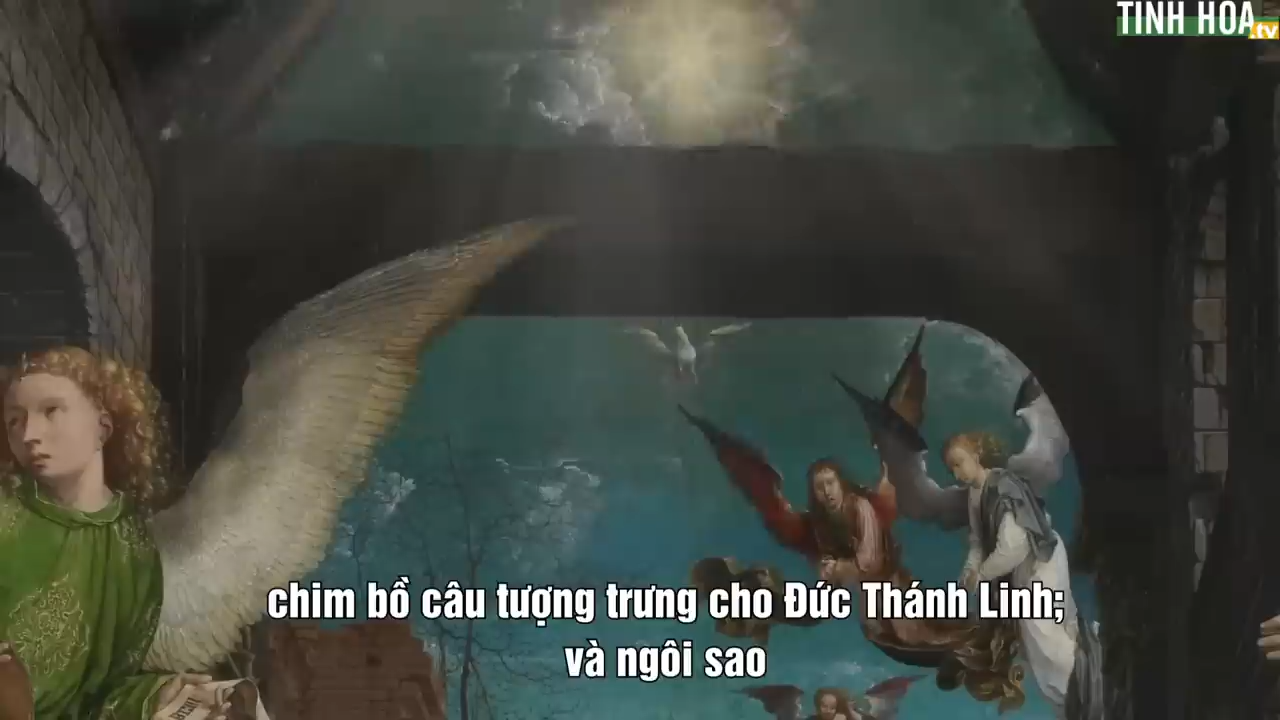 TINH HOA
.tv
chim bồ câu tượng trưng cho Đức Thánh Linh;
và ngôi sao